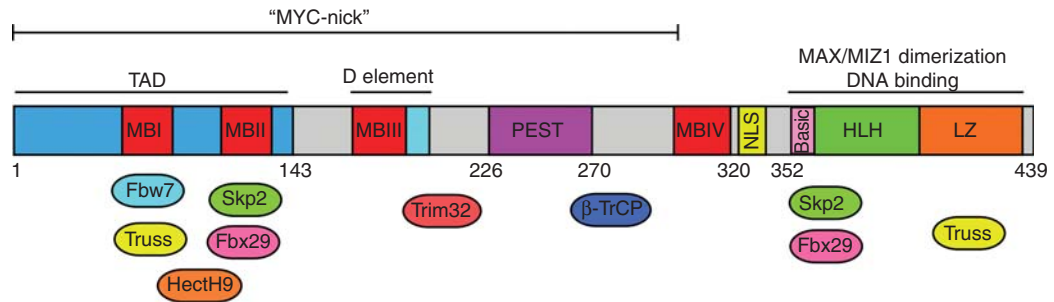 “MYC-nick”
MAX/MIZ1 dimerization
DNA binding
TAD
D element
MBI
MBII
MBIII
PEST
MBIV
NLS
Basic
HLH
LZ
1
143
226
270
320
352
439
Fbw7
Skp2
Trim32
β-TrCP
Skp2
Truss
Fbx29
Fbx29
Truss
HectH9